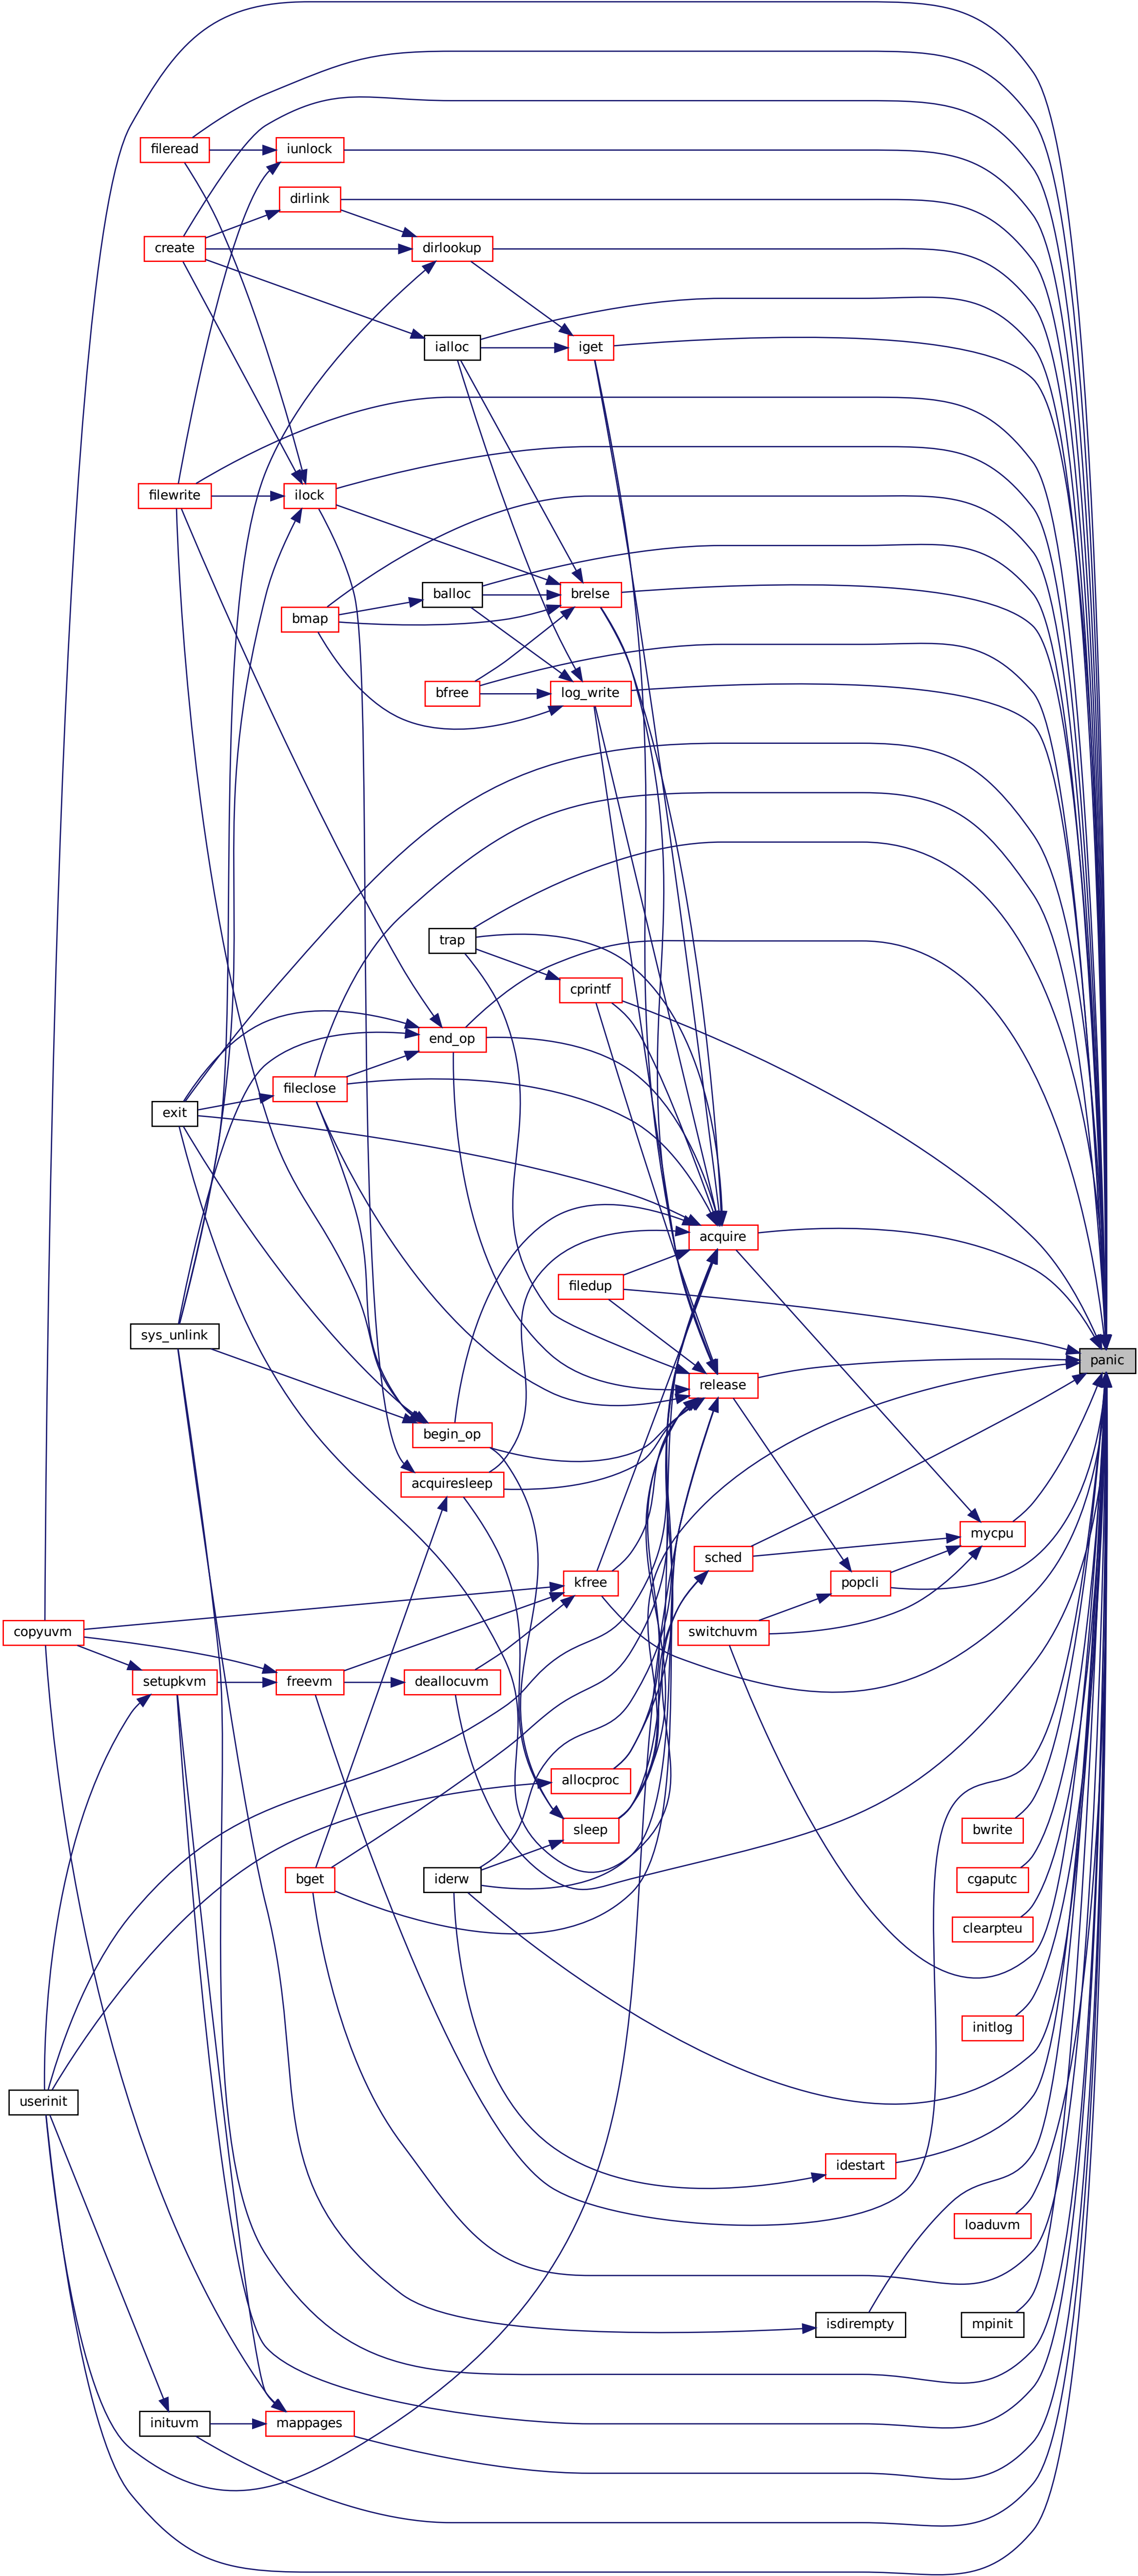 fileread
iunlock
dirlink
create
dirlookup
ialloc
iget
filewrite
ilock
balloc
brelse
bmap
bfree
log_write
trap
cprintf
end_op
fileclose
exit
acquire
filedup
sys_unlink
panic
release
begin_op
acquiresleep
mycpu
sched
kfree
popcli
copyuvm
switchuvm
setupkvm
freevm
deallocuvm
allocproc
sleep
bwrite
bget
iderw
cgaputc
clearpteu
initlog
userinit
idestart
loaduvm
isdirempty
mpinit
inituvm
mappages